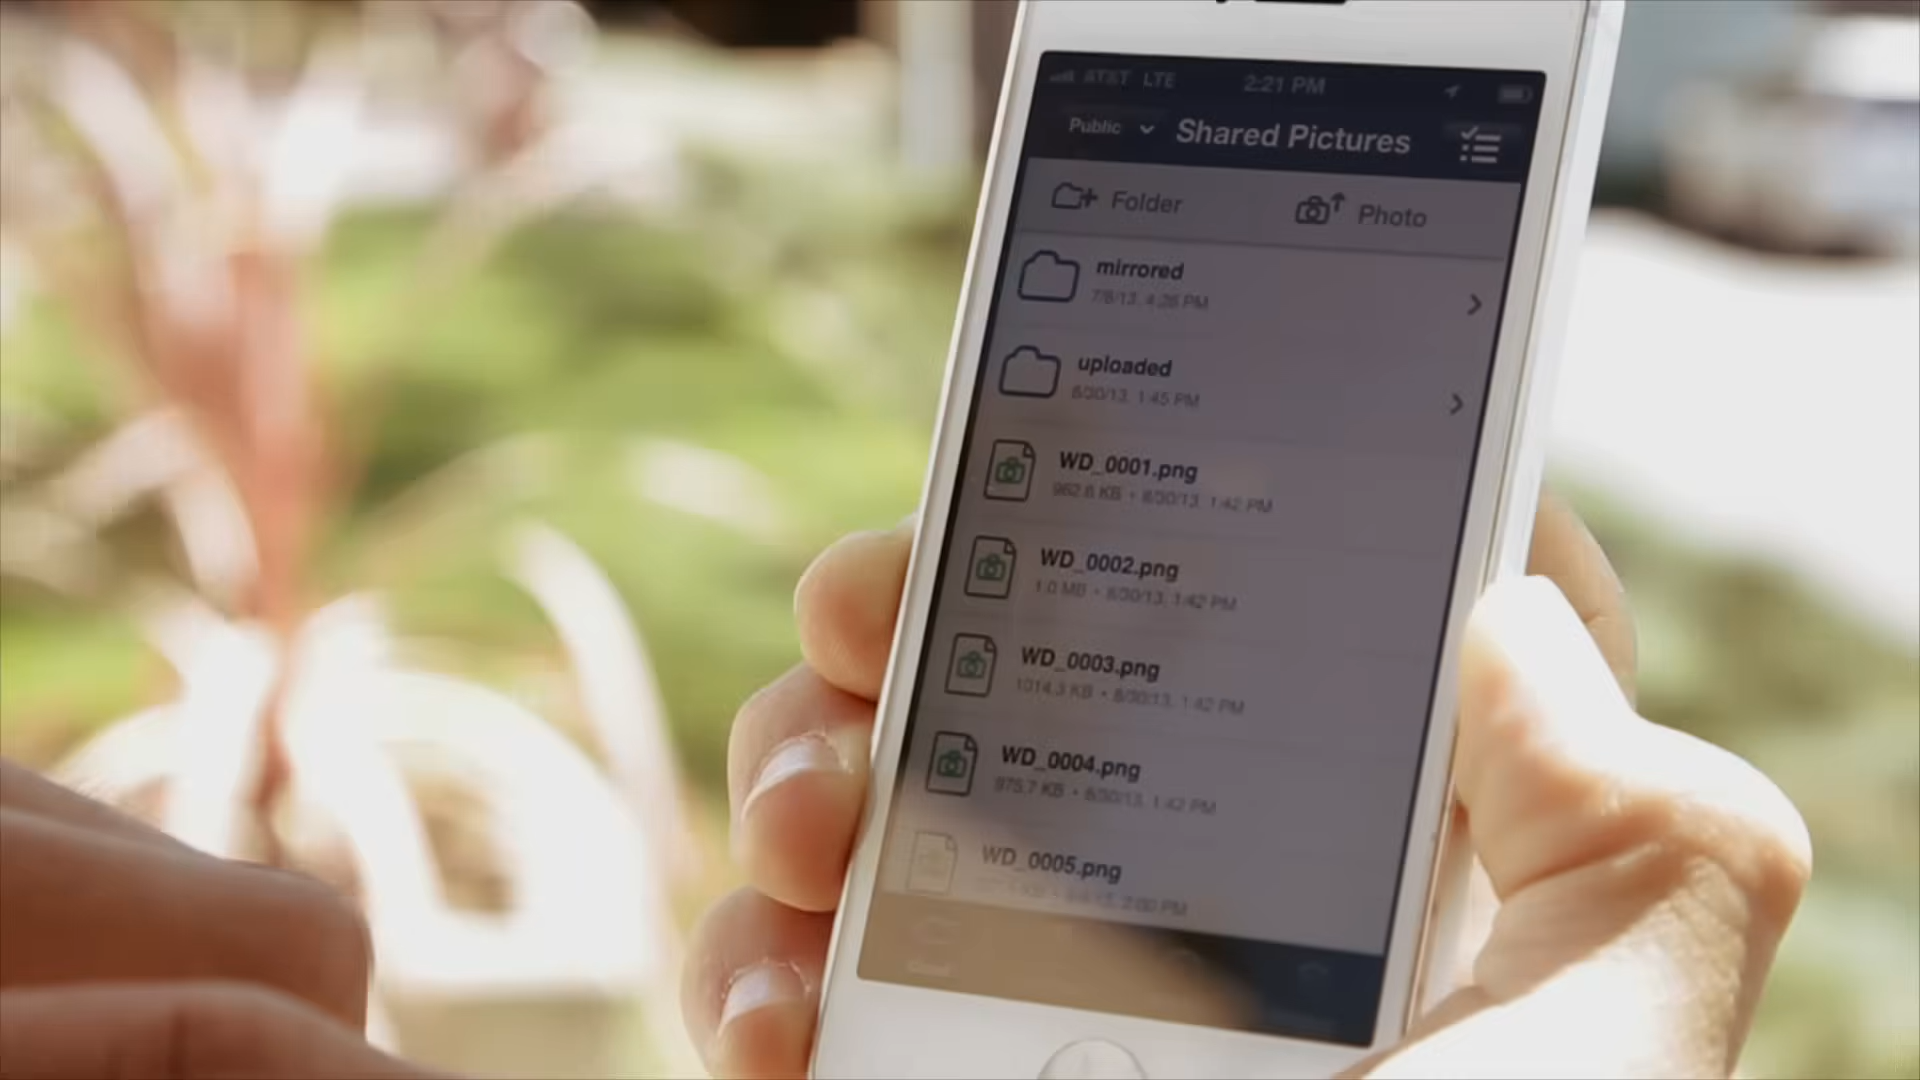 AT&T LTE 2:21 PM
Public Shared Pictures
Folder Photo
mirrored
7/8/13, 4:26 PM
uploaded
8/30/13, 1:45 PM
WD_0001.png
962.6 KB • 8/30/13, 1:42 PM
WD_0002.png
1.0 MB • 8/30/13, 1:42 PM
WD_0003.png
1014.3 KB • 8/30/13, 1:42 PM
WD_0004.png
975.7 KB • 8/30/13, 1:42 PM
WD_0005.png
2:00 PM